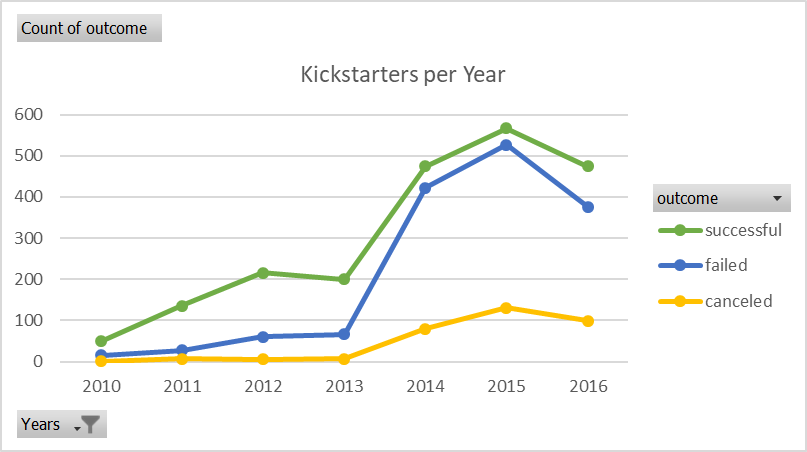 Count of outcome
Kickstarters per Year
600
500
400
300
200
100
0
2010 2011 2012 2013 2014 2015 2016
outcome
successful
failed
canceled
Years